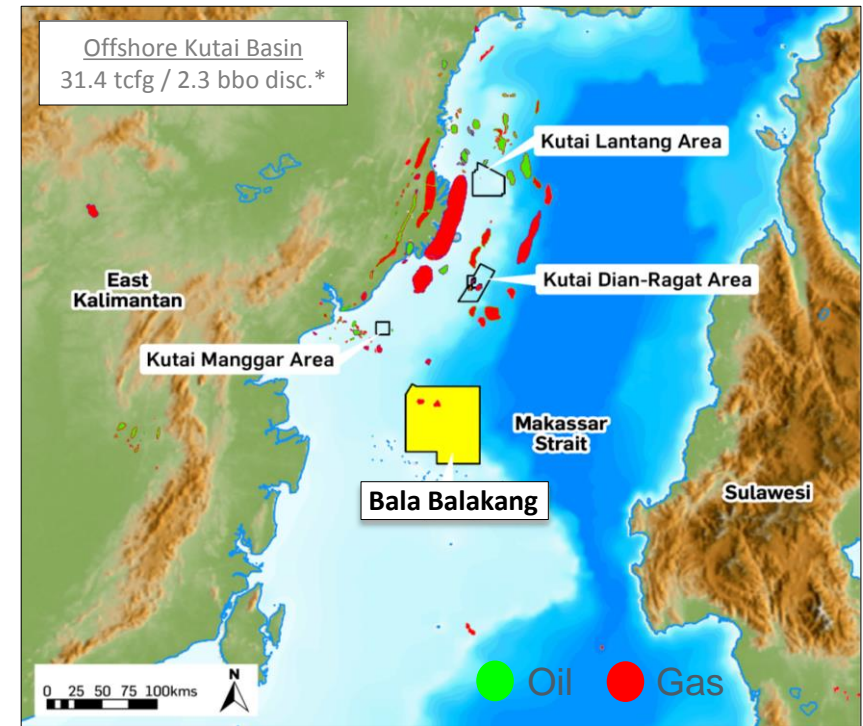 Offshore Kutai Basin
31.4 tcfg / 2.3 bbo disc.*
Kutai Lantang Area
East
Kalimantan
Kutai Dian-Ragat Area
Kutai Manggar Area
Makassar
Strait
Bala Balakang
Sulawesi
N
0 25 50 75 100kms
Oil
Gas